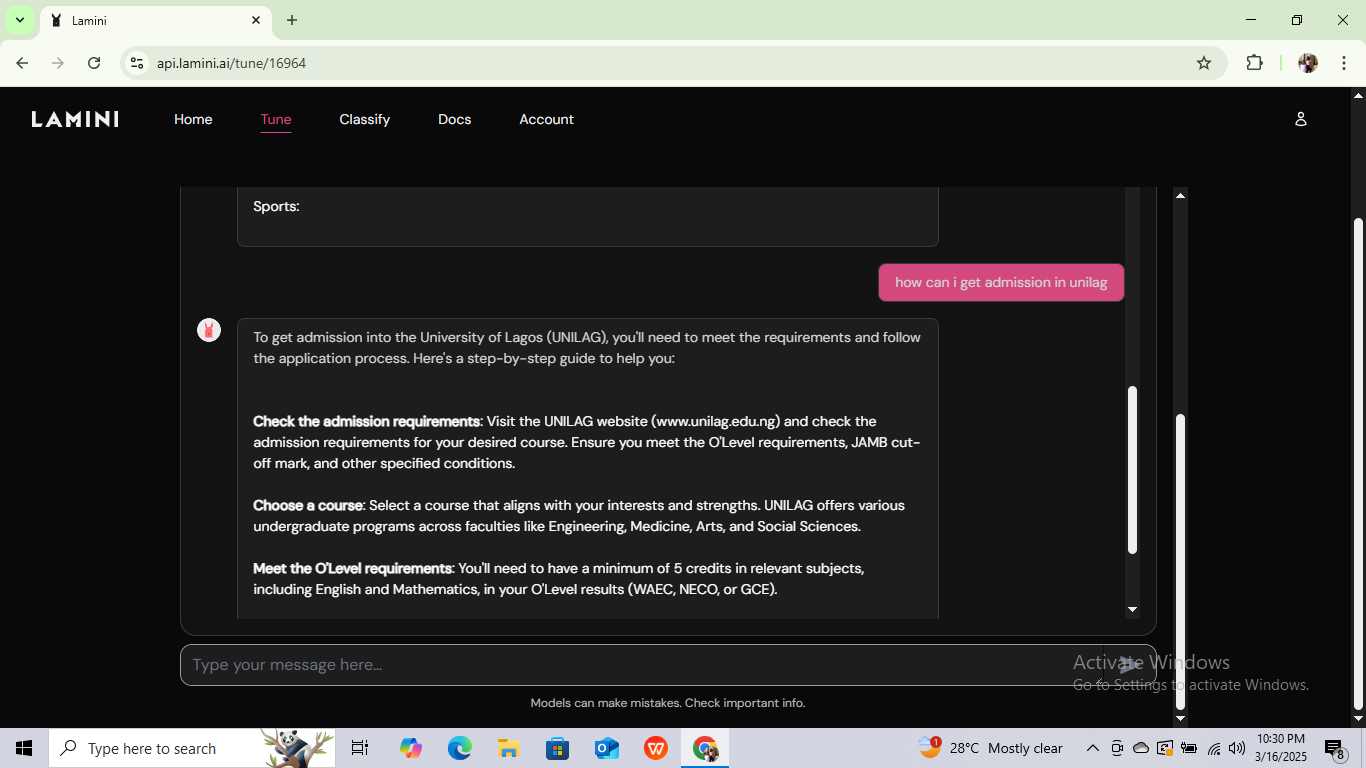 Lamini
api.lamini.ai/tune/16964
LAMINI
Home
Tune
Classify
Docs
Account
Sports:
how can i get admission in unilag
To get admission into the University of Lagos (UNILAG), you'll need to meet the requirements and follow
the application process. Here's a step-by-step guide to help you:
Check the admission requirements: Visit the UNILAG website (www.unilag.edu.ng) and check the
admission requirements for your desired course. Ensure you meet the O'Level requirements, JAMB cut-
off mark, and other specified conditions.
Choose a course: Select a course that aligns with your interests and strengths. UNILAG offers various
undergraduate programs across faculties like Engineering, Medicine, Arts, and Social Sciences.
Meet the O'Level requirements: You'll need to have a minimum of 5 credits in relevant subjects,
including English and Mathematics, in your O'Level results (WAEC, NECO, or GCE).
Type your message here...
Activate Windows
Go to Settings to activate Windows.
Models can make mistakes. Check important info.
Type here to search
1
28°C Mostly clear
10:30 PM
3/16/2025
8